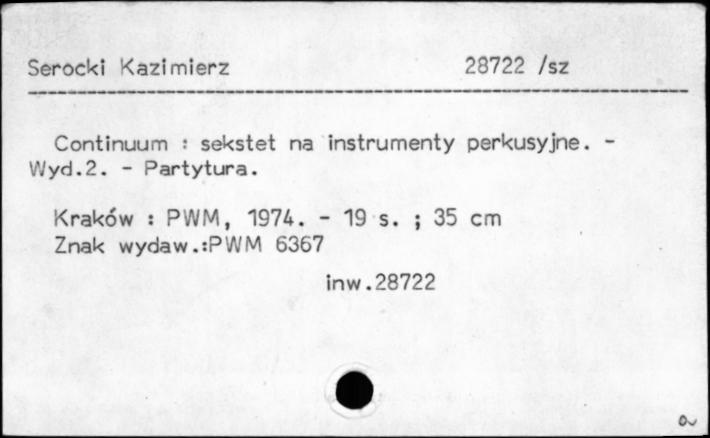 Serocki Kazimierz 28722 /sz
Continuum : sekstet na instrumenty perkusyjne. -
Wyd.2. - Partytura.
Kraków : PWM, 1974. - 19 s. ; 35 cm
Znak wydaw.:PWM 6367
inw.28722